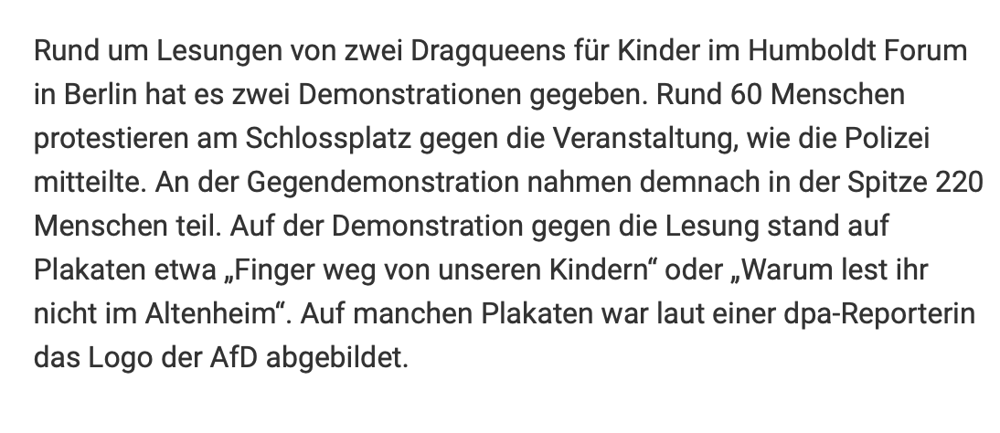 Rund um Lesungen von zwei Dragqueens für Kinder im Humboldt Forum
in Berlin hat es zwei Demonstrationen gegeben. Rund 60 Menschen
protestieren am Schlossplatz gegen die Veranstaltung, wie die Polizei
mitteilte. An der Gegendemonstration nahmen demnach in der Spitze 220
Menschen teil. Auf der Demonstration gegen die Lesung stand auf
Plakaten etwa „Finger weg von unseren Kindern“ oder „Warum lest ihr
nicht im Altenheim“. Auf manchen Plakaten war laut einer dpa-Reporterin
das Logo der AfD abgebildet.